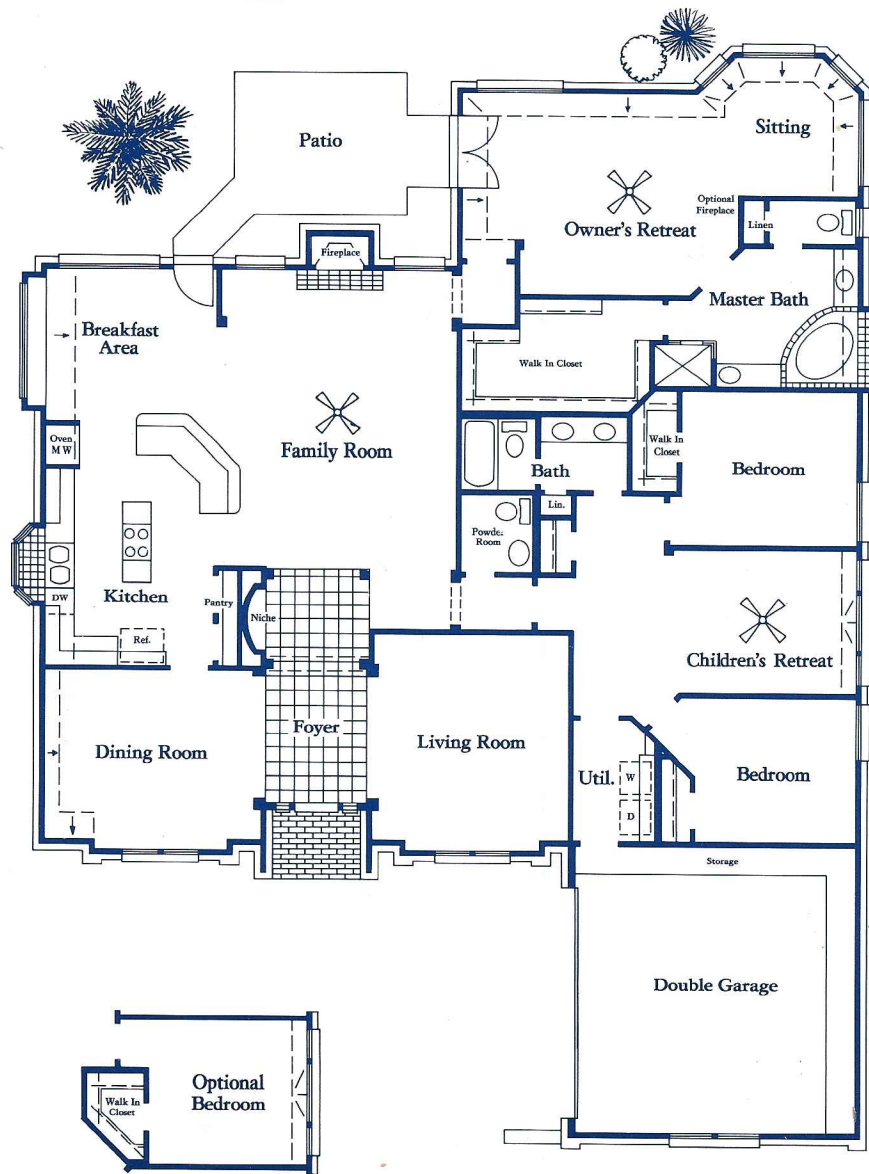 Patio
Sitting
Optional
Fireplace
Linen
Owner's Retreat
Fireplace
Master Bath
Breakfast
Area
Walk In Closet
Oven
M W
Family Room
Walk In
Closet
Bedroom
Bath
Lin.
Powder
Room
Kitchen
DW
Pantry
Niche
Ref.
Children's Retreat
Foyer
Dining Room
Living Room
Util.
W
D
Bedroom
Storage
Double Garage
Optional
Bedroom
Walk In
Closet